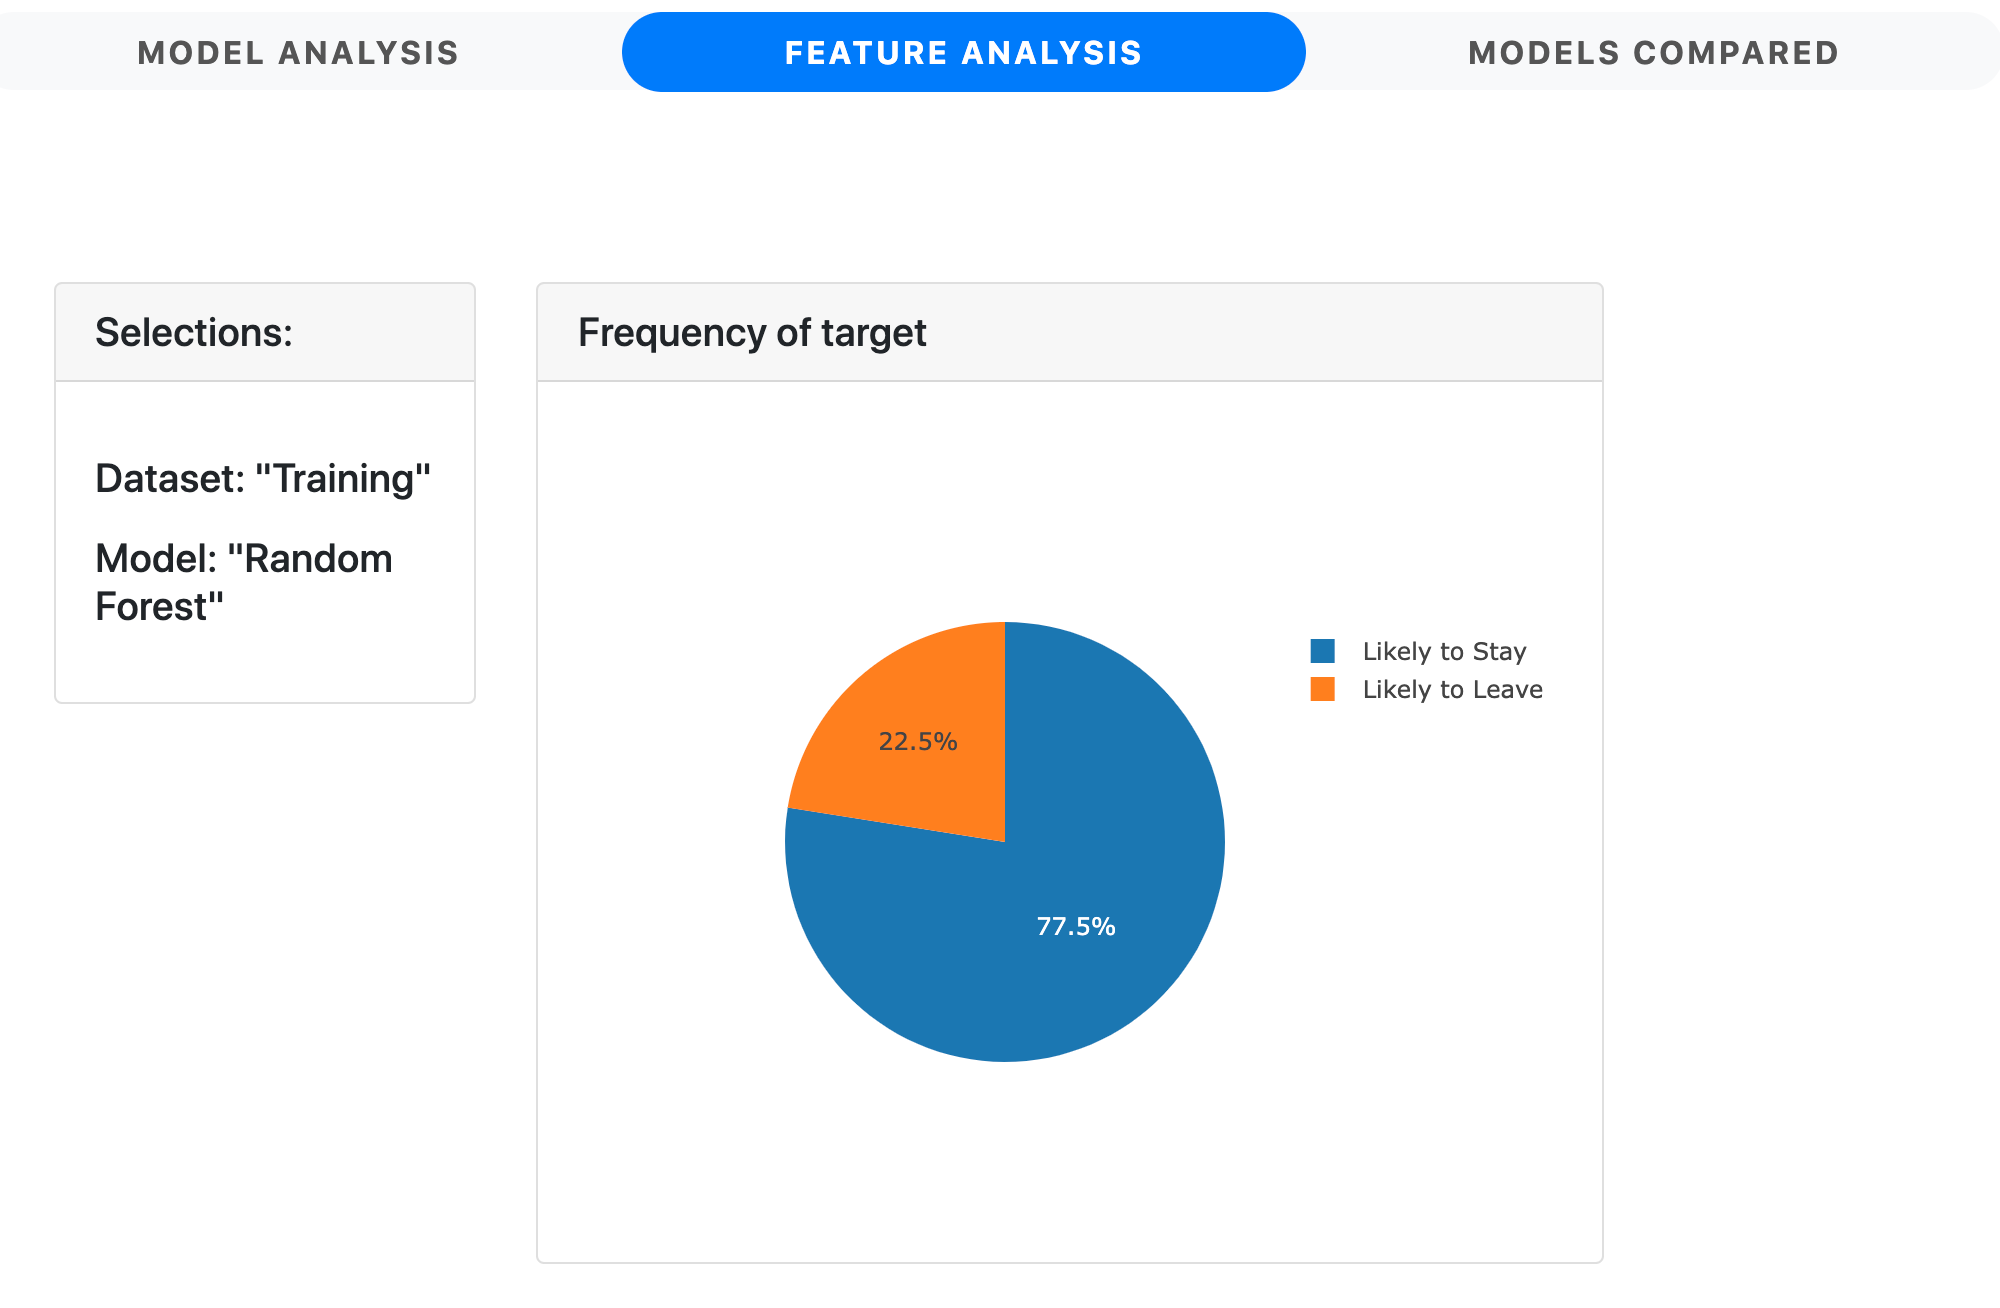 MODEL ANALYSIS
FEATURE ANALYSIS
MODELS COMPARED
Selections:
Dataset: "Training"
Model: "Random
Forest"
Frequency of target
Likely to Stay
Likely to Leave
22.5%
77.5%